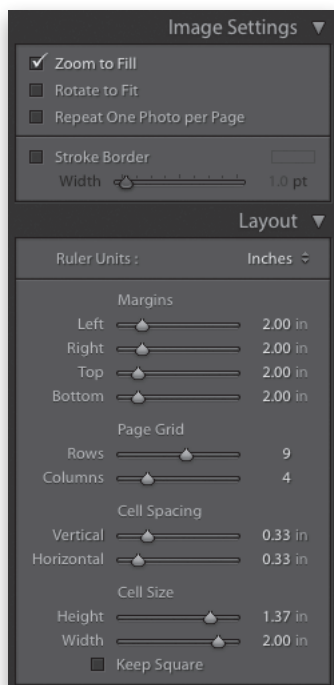 Image Settings ▼
Zoom to Fill
Rotate to Fit
Repeat One Photo per Page
Stroke Border
Width 1.0 pt
Layout ▼
Ruler Units : Inches
Margins
Left 2.00 in
Right 2.00 in
Top 2.00 in
Bottom 2.00 in
Page Grid
Rows 9
Columns 4
Cell Spacing
Vertical 0.33 in
Horizontal 0.33 in
Cell Size
Height 1.37 in
Width 2.00 in
Keep Square